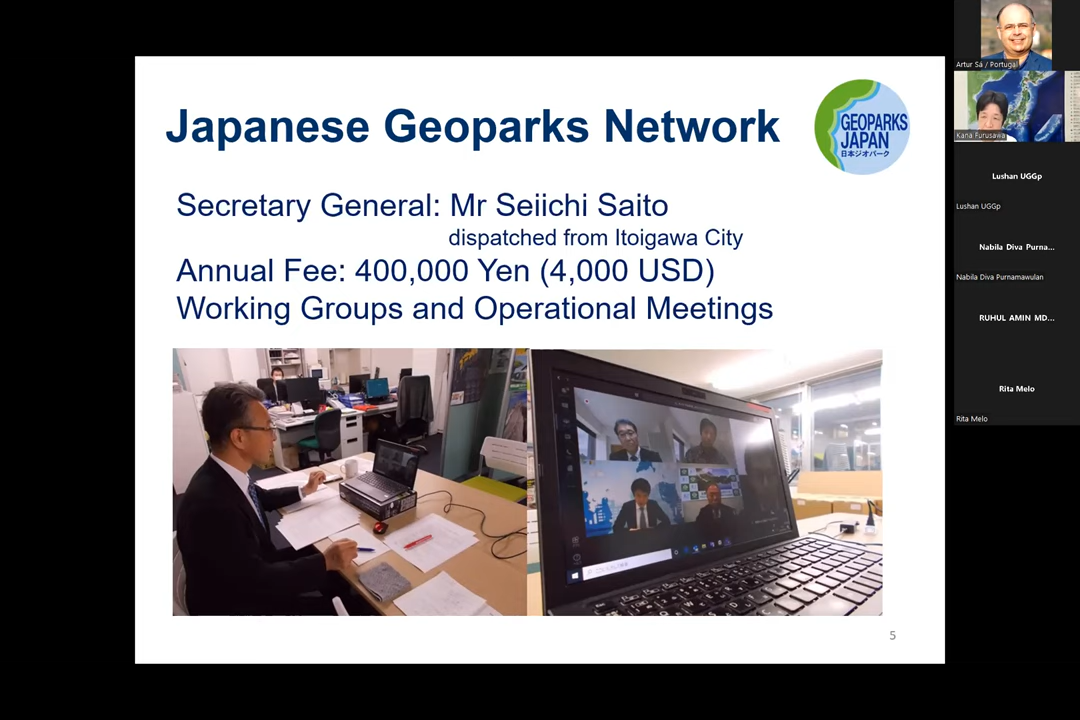 Japanese Geoparks Network
GEOPARKS
JAPAN
日本ジオパーク
Secretary General: Mr Seiichi Saito
dispatched from Itoigawa City
Annual Fee: 400,000 Yen (4,000 USD)
Working Groups and Operational Meetings
5
Artur Sá / Portugal
Kana Furusawa
Lushan UGGp
Lushan UGGp
Nabila Diva Purna...
Nabila Diva Purnamawulan
RUHUL AMIN MD...
Rita Melo
Rita Melo